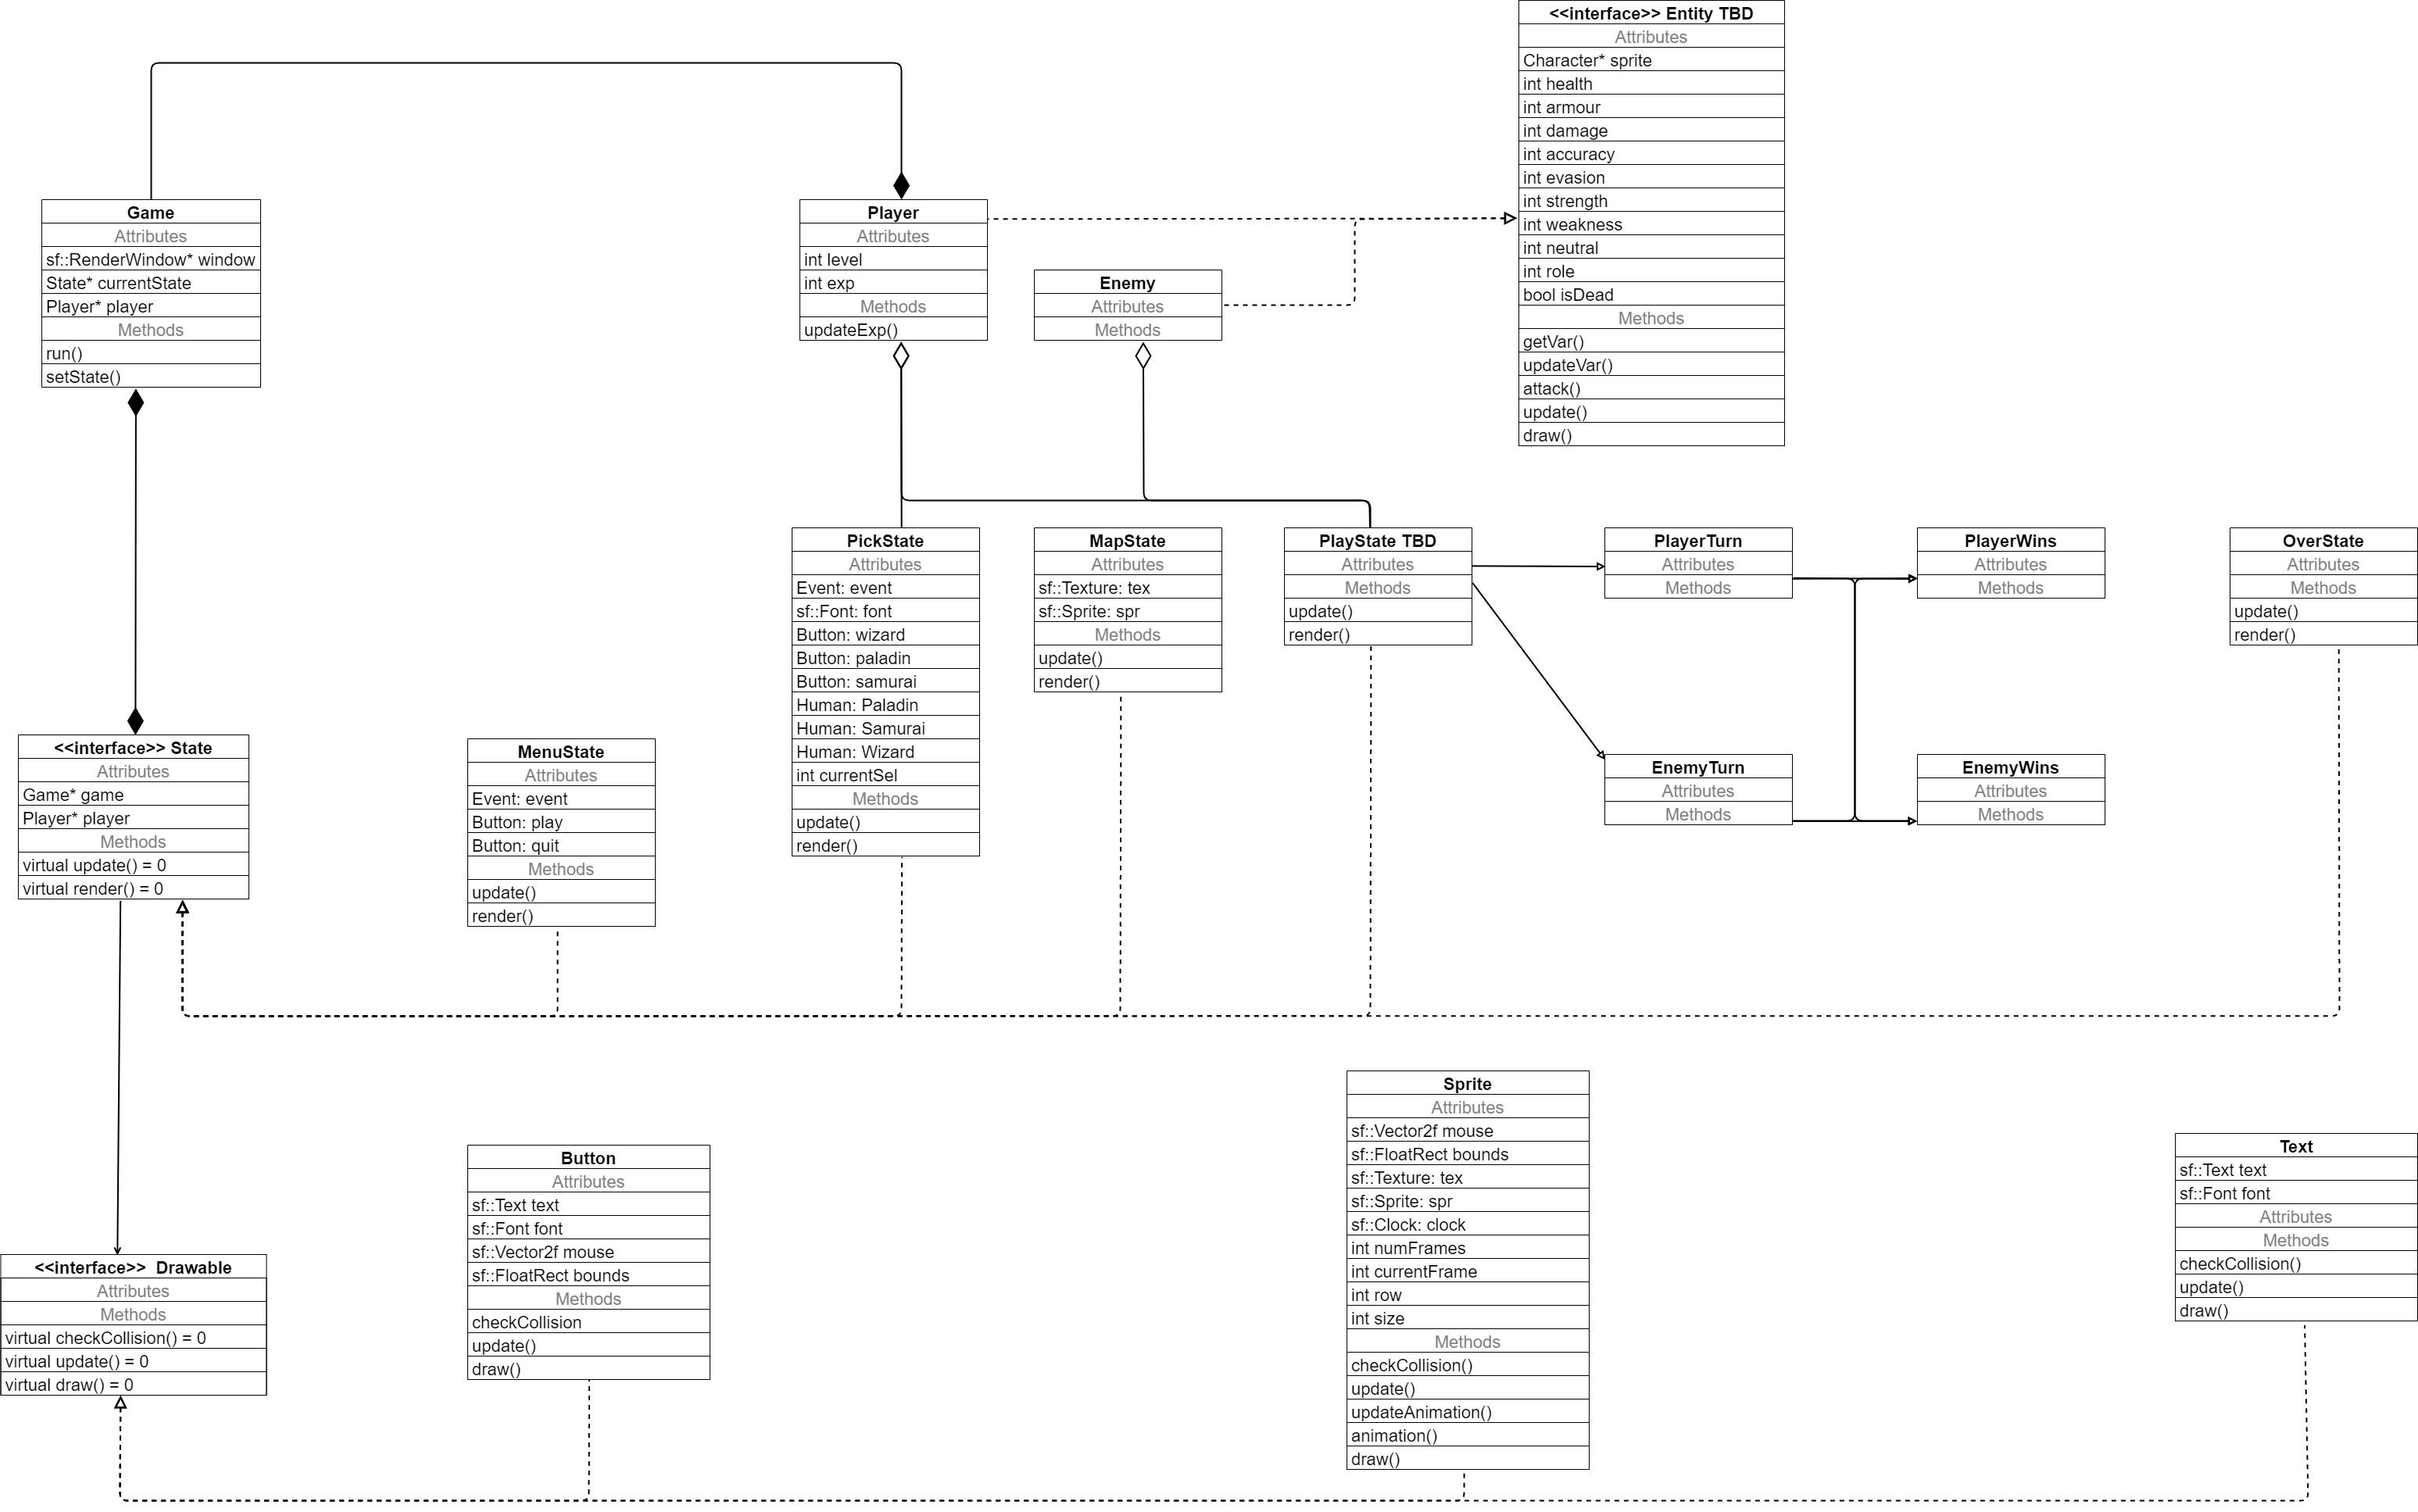 <<interface>> Entity TBD
Attributes
Character* sprite
int health
int armour
int damage
int accuracy
int evasion
int strength
int weakness
int neutral
int role
bool isDead
Methods
getVar()
updateVar()
attack()
update()
draw()
Game
Attributes
sf::RenderWindow* window
State* currentState
Player* player
Methods
run()
setState()
Player
Attributes
int level
int exp
Methods
updateExp()
Enemy
Attributes
Methods
PickState
Attributes
Event: event
sf::Font: font
Button: wizard
Button: paladin
Button: samurai
Human: Paladin
Human: Samurai
Human: Wizard
int currentSel
Methods
update()
render()
MapState
Attributes
sf::Texture: tex
sf::Sprite: spr
Methods
update()
render()
PlayState TBD
Attributes
Methods
update()
render()
PlayerTurn
Attributes
Methods
PlayerWins
Attributes
Methods
OverState
Attributes
Methods
update()
render()
<<interface>> State
Attributes
Game* game
Player* player
Methods
virtual update() = 0
virtual render() = 0
MenuState
Attributes
Event: event
Button: play
Button: quit
Methods
update()
render()
EnemyTurn
Attributes
Methods
EnemyWins
Attributes
Methods
<<interface>> Drawable
Attributes
Methods
virtual checkCollision() = 0
virtual update() = 0
virtual draw() = 0
Button
Attributes
sf::Text text
sf::Font font
sf::Vector2f mouse
sf::FloatRect bounds
Methods
checkCollision
update()
draw()
Sprite
Attributes
sf::Vector2f mouse
sf::FloatRect bounds
sf::Texture: tex
sf::Sprite: spr
sf::Clock: clock
int numFrames
int currentFrame
int row
int size
Methods
checkCollision()
update()
updateAnimation()
animation()
draw()
Text
sf::Text text
sf::Font font
Attributes
Methods
checkCollision()
update()
draw()